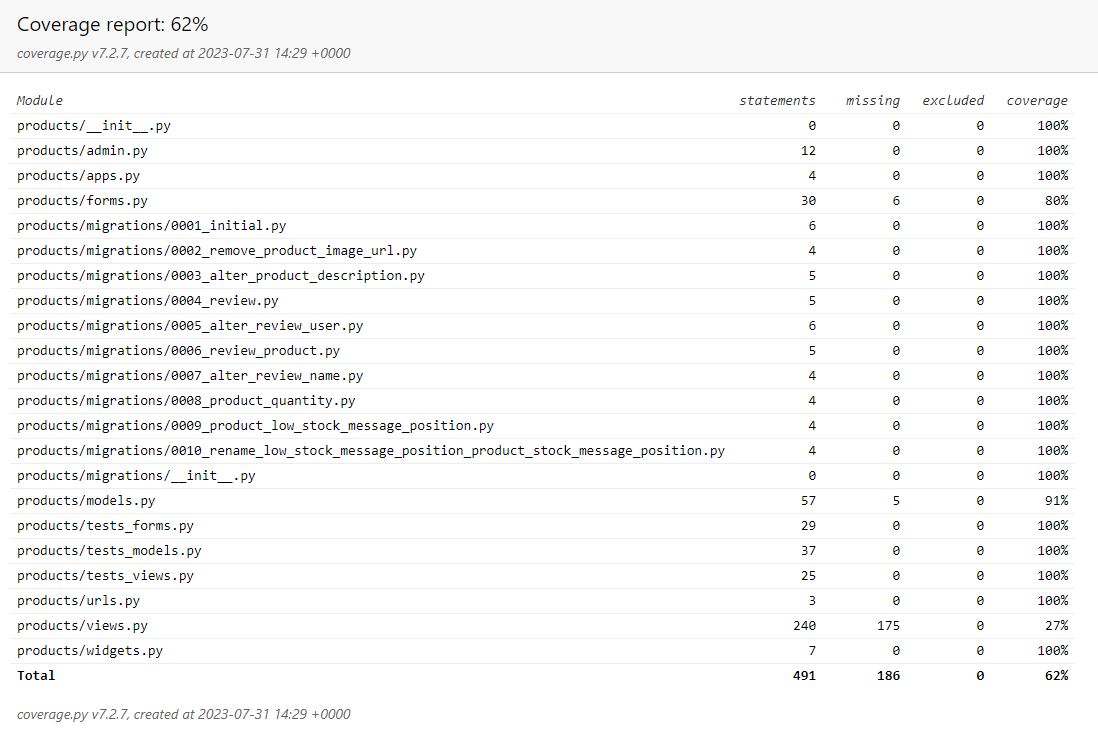 Coverage report: 62%
coverage.py v7.2.7, created at 2023-07-31 14:29 +0000
Module statements missing excluded coverage
products/__init__.py 0 0 0 100%
products/admin.py 12 0 0 100%
products/apps.py 4 0 0 100%
products/forms.py 30 6 0 80%
products/migrations/0001_initial.py 6 0 0 100%
products/migrations/0002_remove_product_image_url.py 4 0 0 100%
products/migrations/0003_alter_product_description.py 5 0 0 100%
products/migrations/0004_review.py 5 0 0 100%
products/migrations/0005_alter_review_user.py 6 0 0 100%
products/migrations/0006_review_product.py 5 0 0 100%
products/migrations/0007_alter_review_name.py 4 0 0 100%
products/migrations/0008_product_quantity.py 4 0 0 100%
products/migrations/0009_product_low_stock_message_position.py 4 0 0 100%
products/migrations/0010_rename_low_stock_message_position_product_stock_message_position.py 4 0 0 100%
products/migrations/__init__.py 0 0 0 100%
products/models.py 57 5 0 91%
products/tests_forms.py 29 0 0 100%
products/tests_models.py 37 0 0 100%
products/tests_views.py 25 0 0 100%
products/urls.py 3 0 0 100%
products/views.py 240 175 0 27%
products/widgets.py 7 0 0 100%
Total 491 186 0 62%
coverage.py v7.2.7, created at 2023-07-31 14:29 +0000